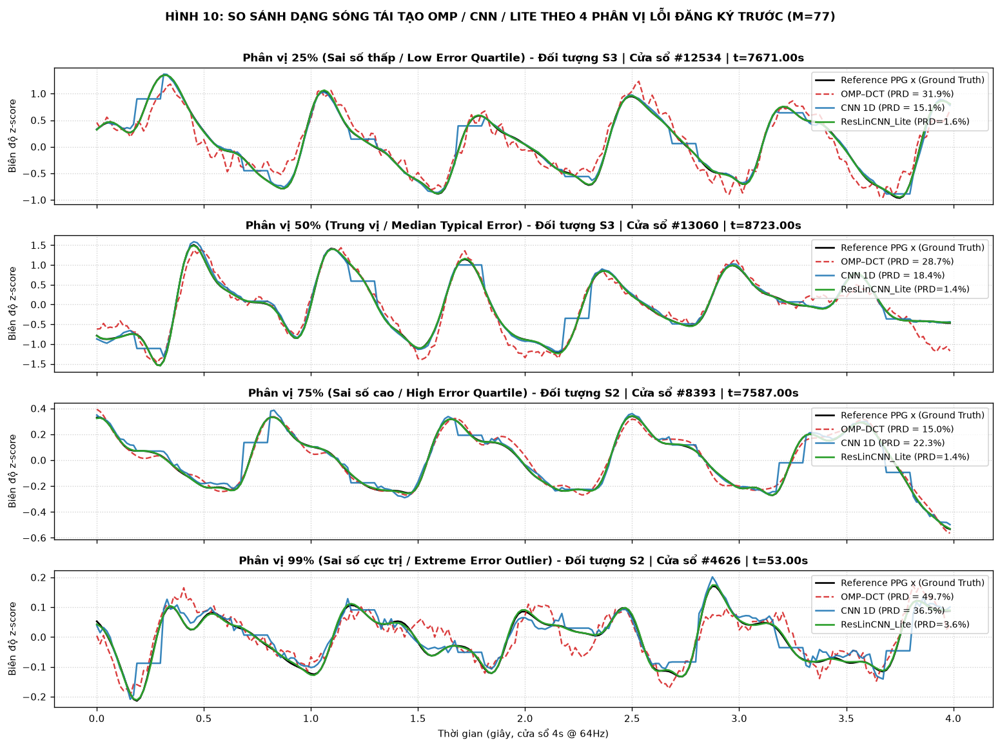 HÌNH 10: SO SÁNH DẠNG SÓNG TÁI TẠO OMP / CNN / LITE THEO 4 PHÂN VỊ LỖI ĐĂNG KÝ TRƯỚC (M=77)
Phân vị 25% (Sai số thấp / Low Error Quartile) - Đối tượng S3 | Cửa sổ #12534 | t=7671.00s
Biên độ z-score
1.0
0.5
0.0
−0.5
−1.0
Reference PPG x (Ground Truth)
OMP–DCT (PRD = 31.9%)
CNN 1D (PRD = 15.1%)
ResLinCNN_Lite (PRD=1.6%)
Phân vị 50% (Trung vị / Median Typical Error) - Đối tượng S3 | Cửa sổ #13060 | t=8723.00s
Biên độ z-score
1.5
1.0
0.5
0.0
−0.5
−1.0
−1.5
Reference PPG x (Ground Truth)
OMP–DCT (PRD = 28.7%)
CNN 1D (PRD = 18.4%)
ResLinCNN_Lite (PRD=1.4%)
Phân vị 75% (Sai số cao / High Error Quartile) - Đối tượng S2 | Cửa sổ #8393 | t=7587.00s
Biên độ z-score
0.4
0.2
0.0
−0.2
−0.4
−0.6
Reference PPG x (Ground Truth)
OMP–DCT (PRD = 15.0%)
CNN 1D (PRD = 22.3%)
ResLinCNN_Lite (PRD=1.4%)
Phân vị 99% (Sai số cực trị / Extreme Error Outlier) - Đối tượng S2 | Cửa sổ #4626 | t=53.00s
Biên độ z-score
0.2
0.1
0.0
−0.1
−0.2
Reference PPG x (Ground Truth)
OMP–DCT (PRD = 49.7%)
CNN 1D (PRD = 36.5%)
ResLinCNN_Lite (PRD=3.6%)
0.0 0.5 1.0 1.5 2.0 2.5 3.0 3.5 4.0
Thời gian (giây, cửa sổ 4s @ 64Hz)